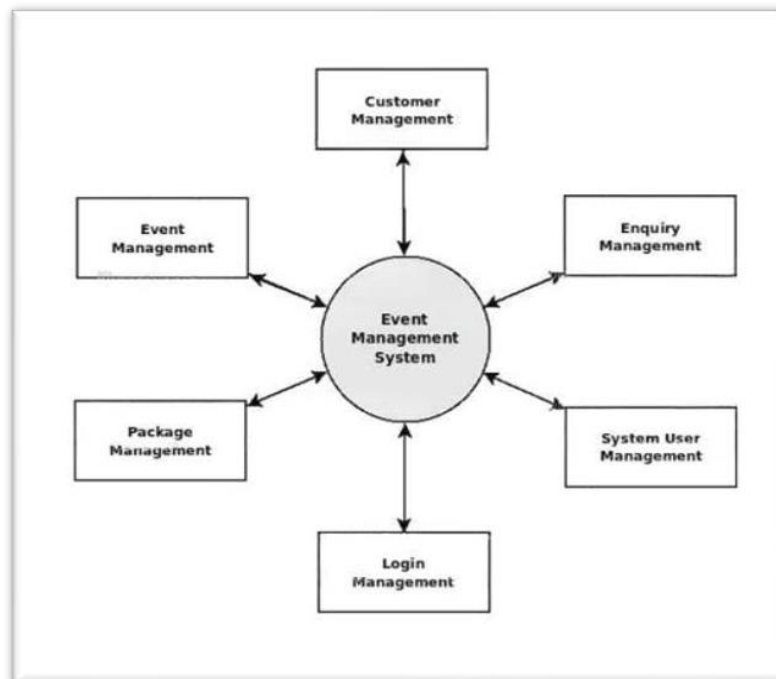 Customer
Management
Event
Management
Enquiry
Management
Event
Management
System
Package
Management
System User
Management
Login
Management